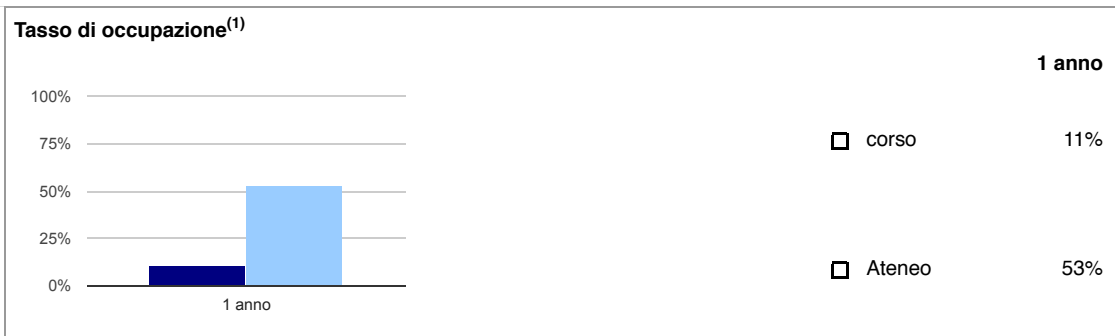 Tasso di occupazione(1)
1 anno
100%
75%
50%
25%
0%
1 anno
corso 11%
Ateneo 53%